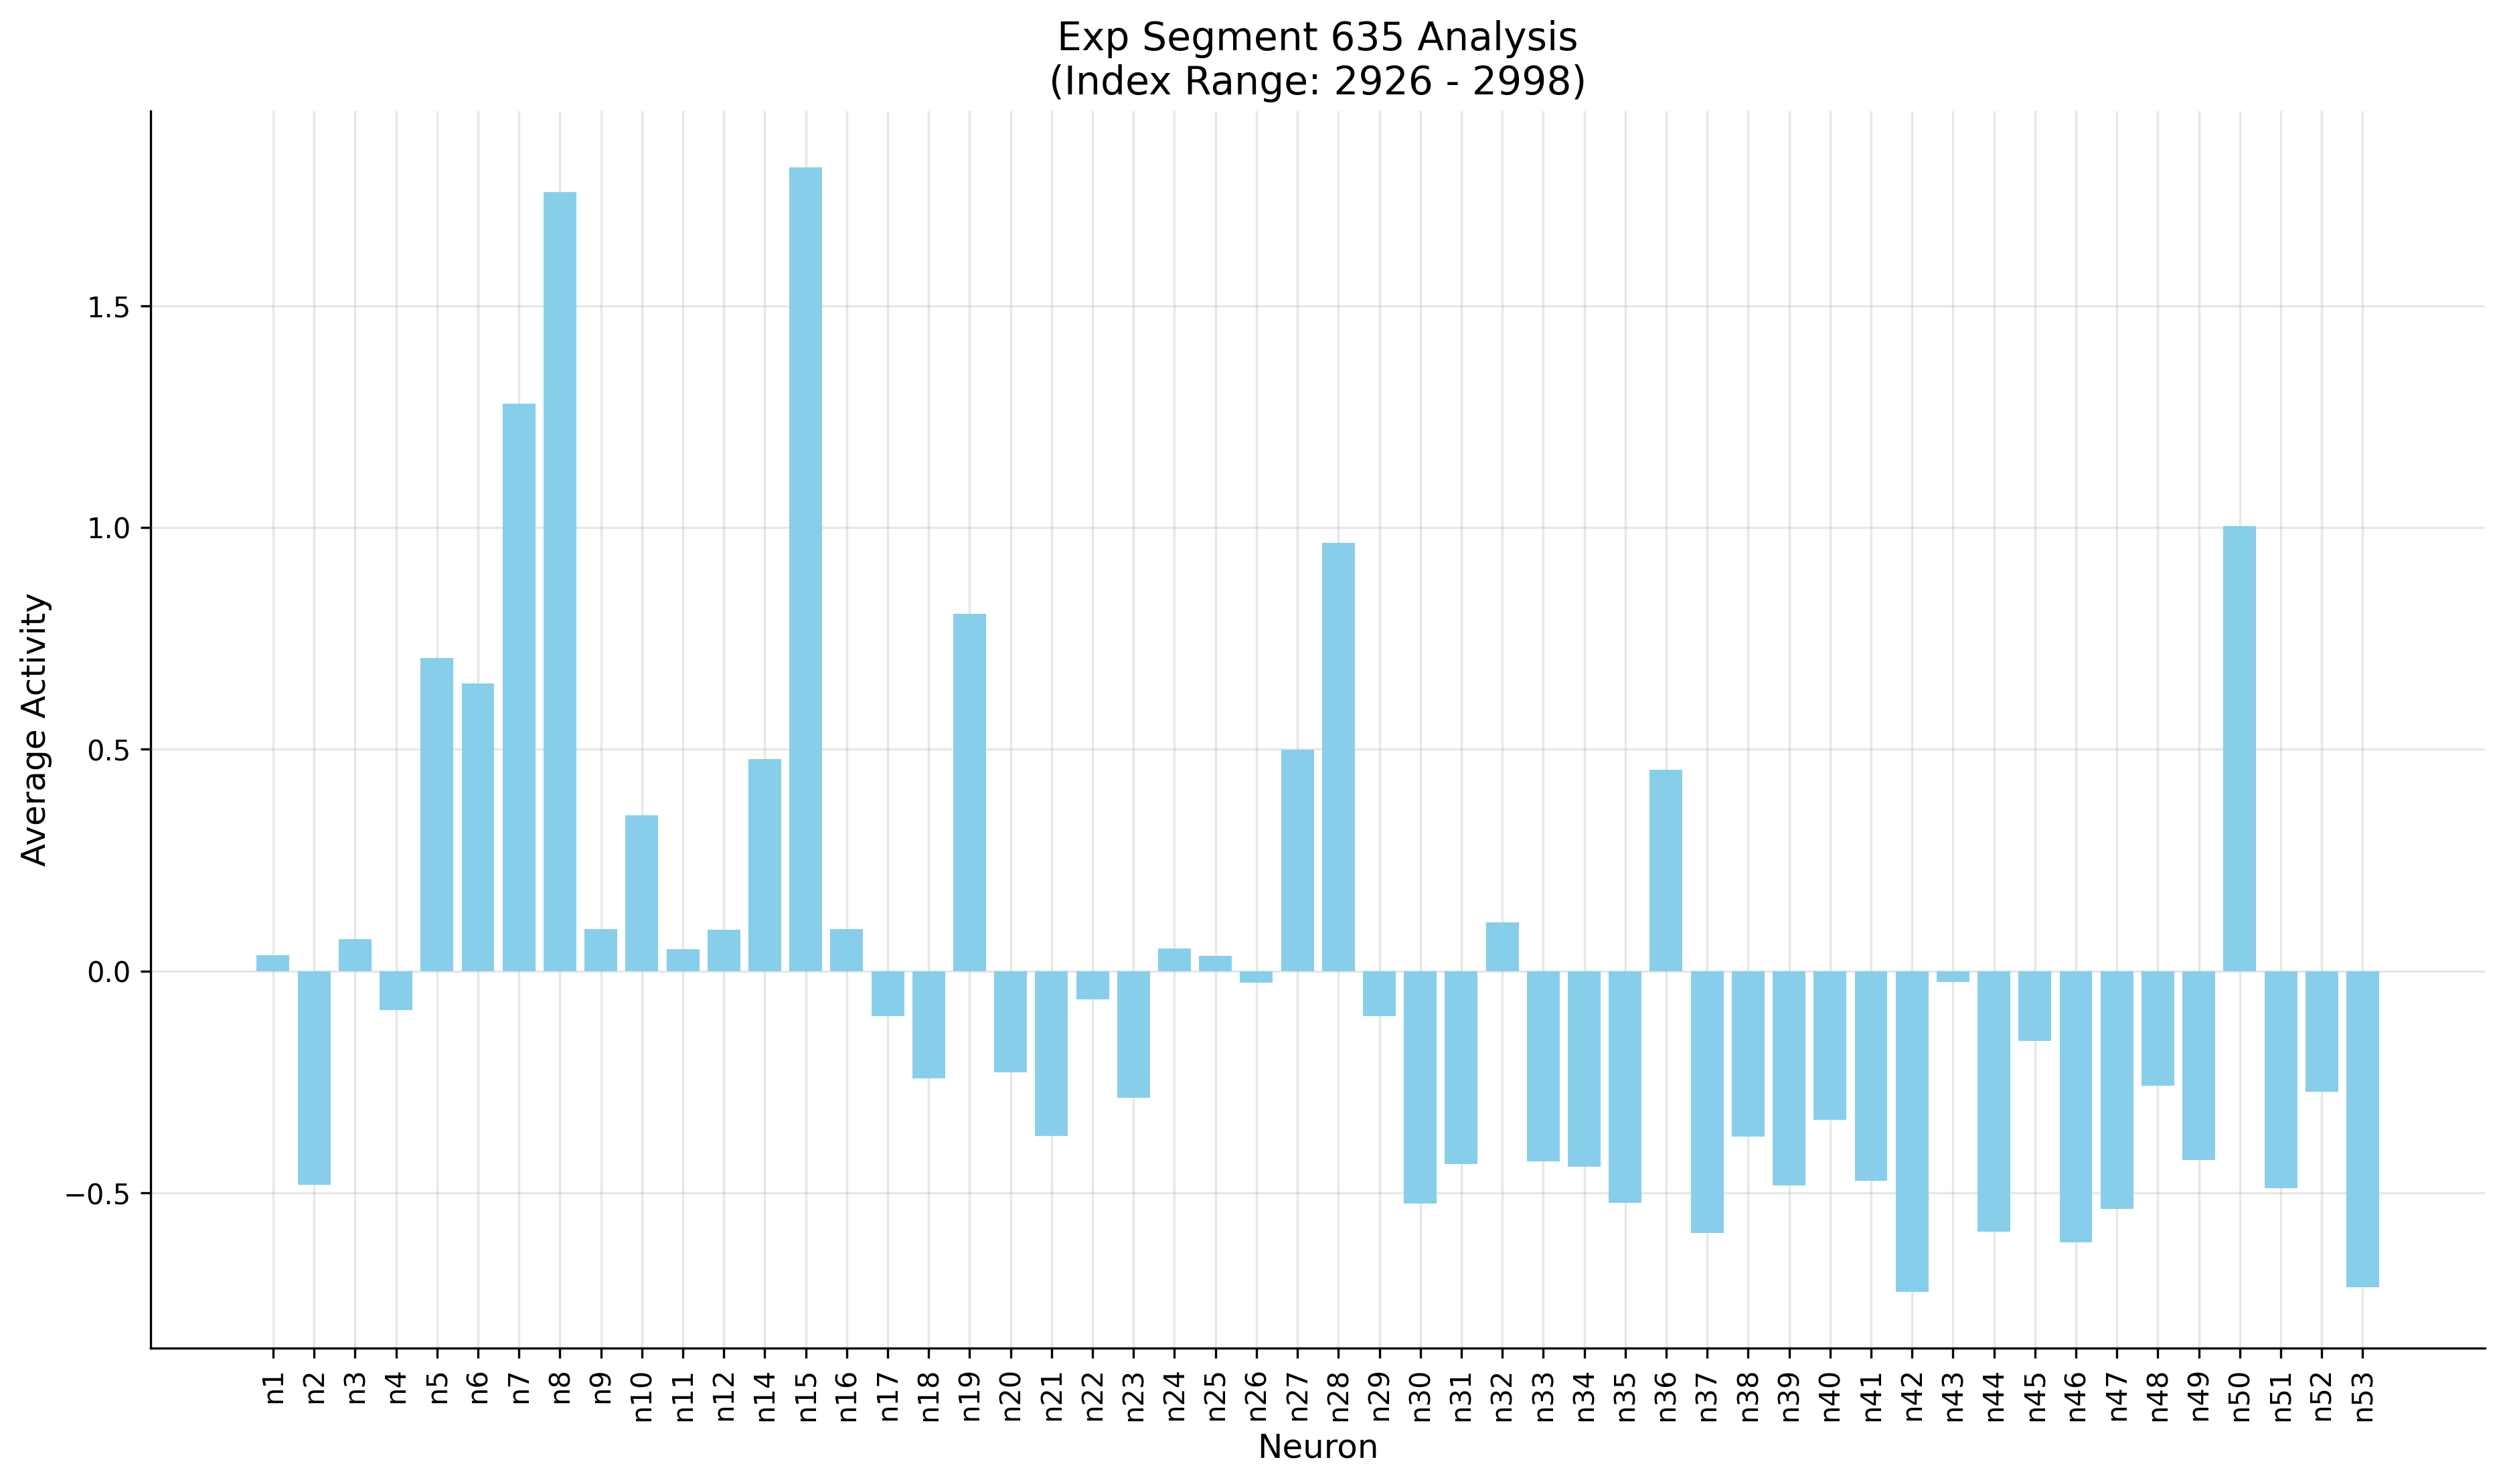 Exp Segment 635 Analysis
(Index Range: 2926 - 2998)
Average Activity
1.5
1.0
0.5
0.0
−0.5
n1 n2 n3 n4 n5 n6 n7 n8 n9 n10 n11 n12 n14 n15 n16 n17 n18 n19 n20 n21 n22 n23 n24 n25 n26 n27 n28 n29 n30 n31 n32 n33 n34 n35 n36 n37 n38 n39 n40 n41 n42 n43 n44 n45 n46 n47 n48 n49 n50 n51 n52 n53
Neuron